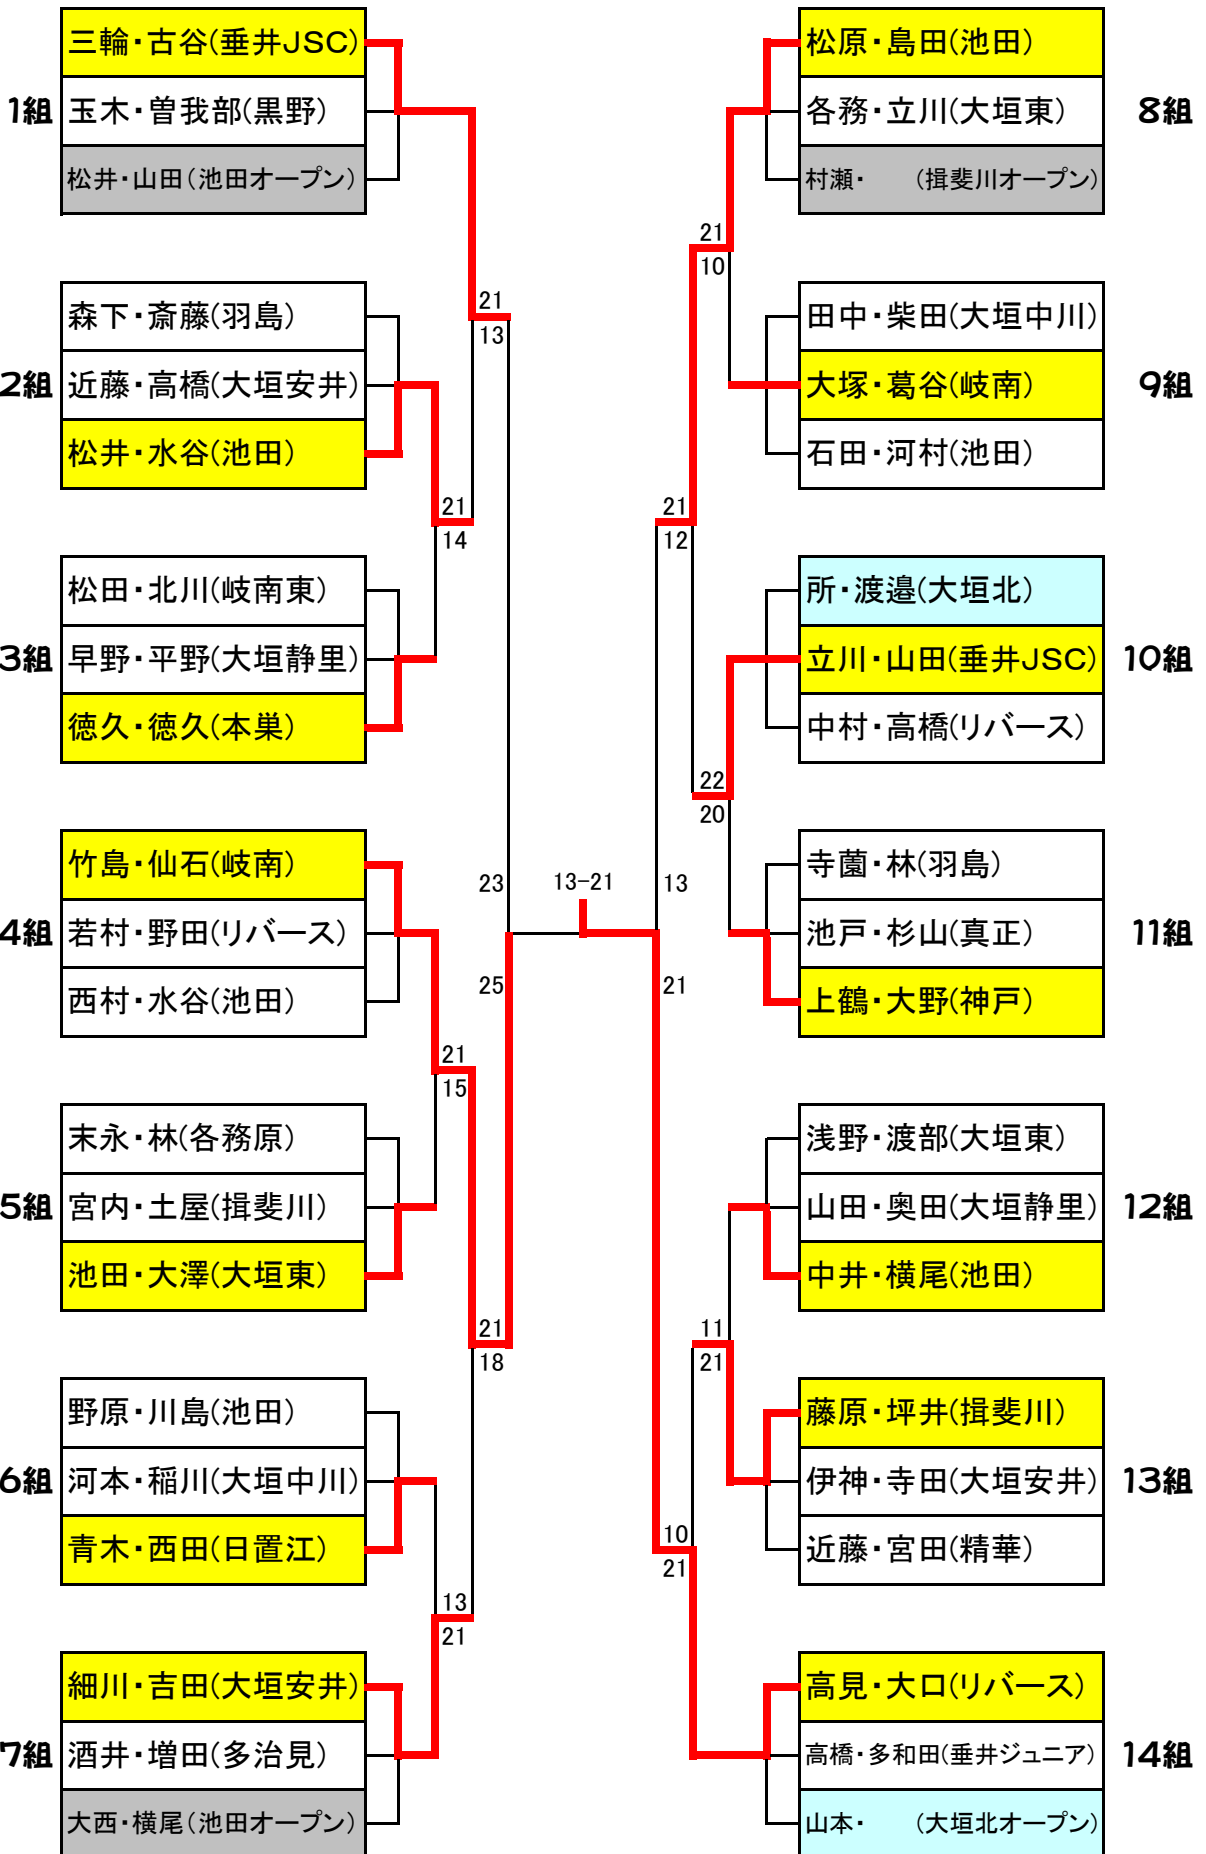 1組
三輪・古谷(垂井JSC)
玉木・曽我部(黒野)
松井・山田(池田オープン)
2組
森下・斎藤(羽島)
近藤・高橋(大垣安井)
松井・水谷(池田)
3組
松田・北川(岐南東)
早野・平野(大垣静里)
徳久・徳久(本巣)
4組
竹島・仙石(岐南)
若村・野田(リバース)
西村・水谷(池田)
5組
末永・林(各務原)
宮内・土屋(揖斐川)
池田・大澤(大垣東)
6組
野原・川島(池田)
河本・稲川(大垣中川)
青木・西田(日置江)
7組
細川・吉田(大垣安井)
酒井・増田(多治見)
大西・横尾(池田オープン)
21
13
21
14
23
25
21
15
21
18
13
21
13-21
21
10
21
12
22
20
13
21
11
21
10
21
8組
松原・島田(池田)
各務・立川(大垣東)
村瀬・　(揖斐川オープン)
9組
田中・柴田(大垣中川)
大塚・葛谷(岐南)
石田・河村(池田)
10組
所・渡邉(大垣北)
立川・山田(垂井JSC)
中村・高橋(リバース)
11組
寺薗・林(羽島)
池戸・杉山(真正)
上鶴・大野(神戸)
12組
浅野・渡部(大垣東)
山田・奥田(大垣静里)
中井・横尾(池田)
13組
藤原・坪井(揖斐川)
伊神・寺田(大垣安井)
近藤・宮田(精華)
14組
高見・大口(リバース)
高橋・多和田(垂井ジュニア)
山本・　(大垣北オープン)